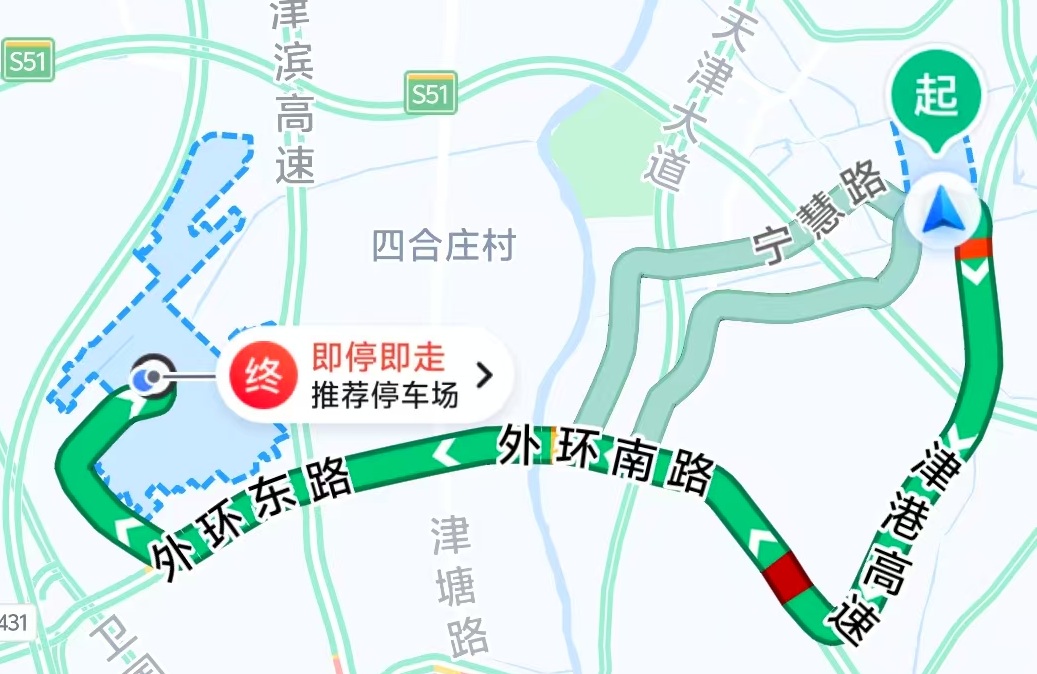 津滨高速
S51
S51
天津大道
起
宁慧路
四合庄村
终
即停即走
推荐停车场
外环南路
外环东路
津港高速
津塘路
431